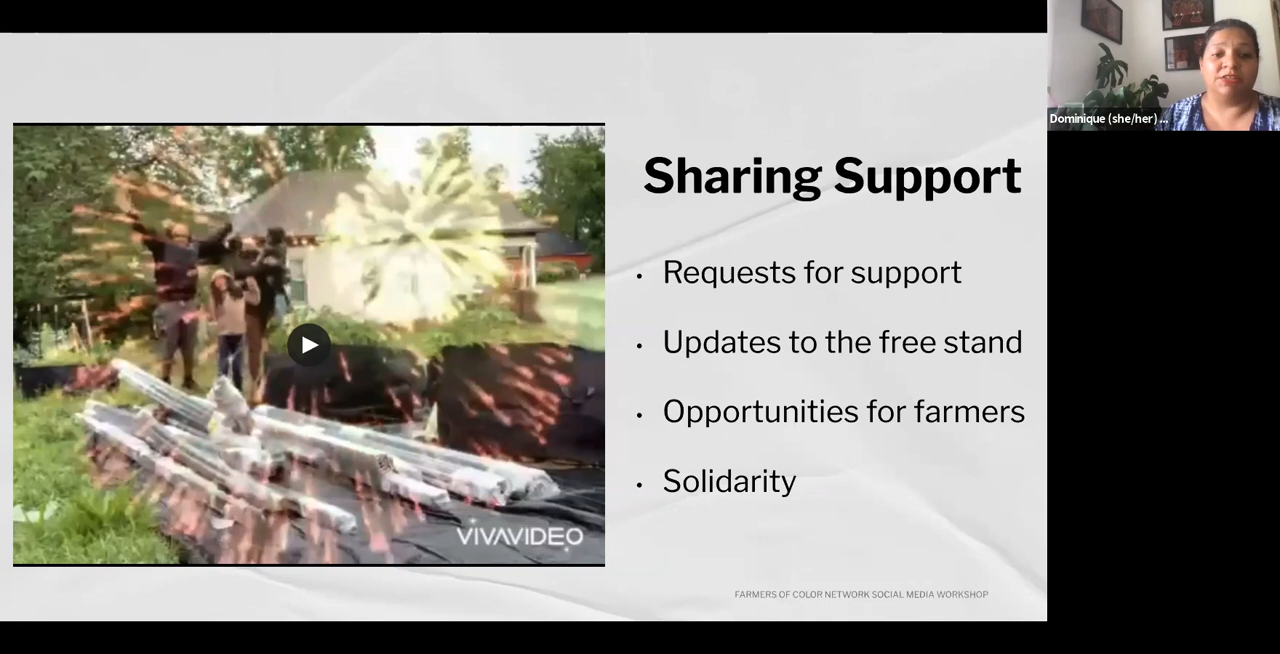 Dominique (she/her) ...
Sharing Support
• Requests for support
• Updates to the free stand
• Opportunities for farmers
• Solidarity
VIVAVIDEO
FARMERS OF COLOR NETWORK SOCIAL MEDIA WORKSHOP